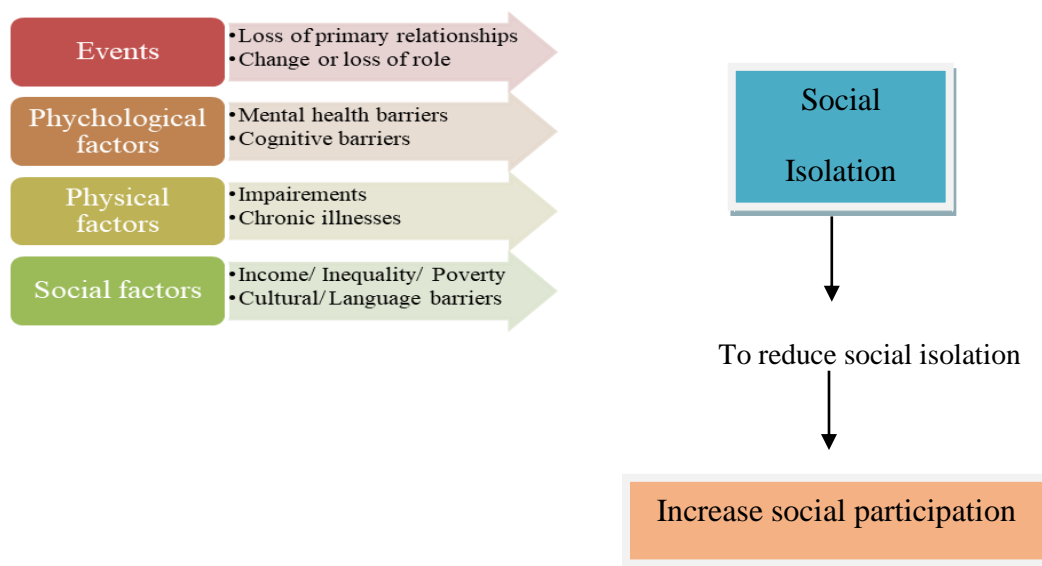 Events
•Loss of primary relationships
•Change or loss of role
Phychological
factors
•Mental health barriers
•Cognitive barriers
Physical
factors
•Impairements
•Chronic illnesses
Social factors
•Income/ Inequality/ Poverty
•Cultural/ Language barriers
Social
Isolation
To reduce social isolation
Increase social participation